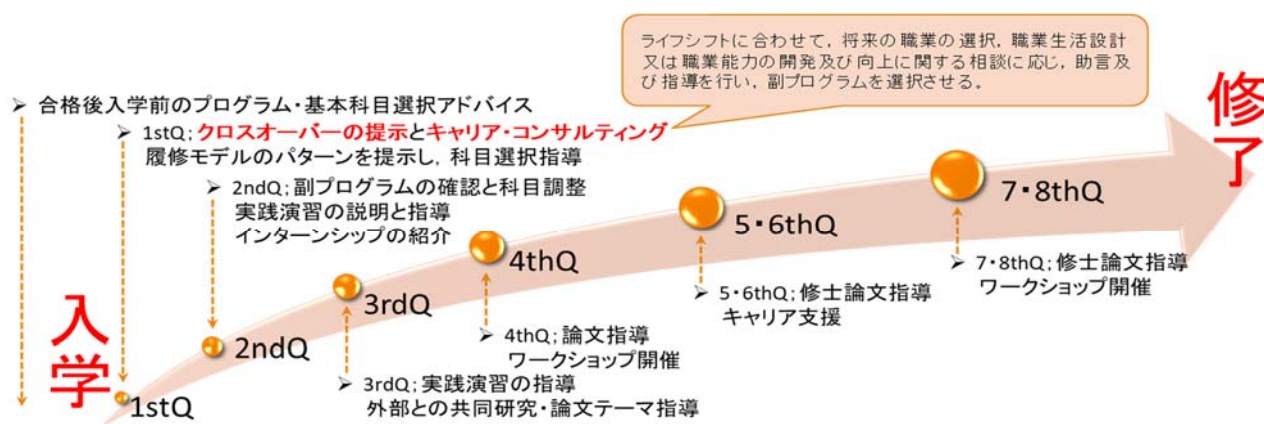 ライフシフトに合わせて，将来の職業の選択，職業生活設計
又は職業能力の開発及び向上に関する相談に応じ，助言及
び指導を行い，副プログラムを選択させる。
➢ 合格後入学前のプログラム・基本科目選択アドバイス
➢ 1stQ；クロスオーバーの提示とキャリア・コンサルティング
履修モデルのパターンを提示し，科目選択指導
➢ 2ndQ；副プログラムの確認と科目調整
実践演習の説明と指導
インターンシップの紹介
修了
7・8thQ
5・6thQ
4thQ
3rdQ
2ndQ
1stQ
入学
➢ 7・8thQ；修士論文指導
ワークショップ開催
➢ 5・6thQ；修士論文指導
キャリア支援
➢ 4thQ；論文指導
ワークショップ開催
➢ 3rdQ；実践演習の指導
外部との共同研究・論文テーマ指導